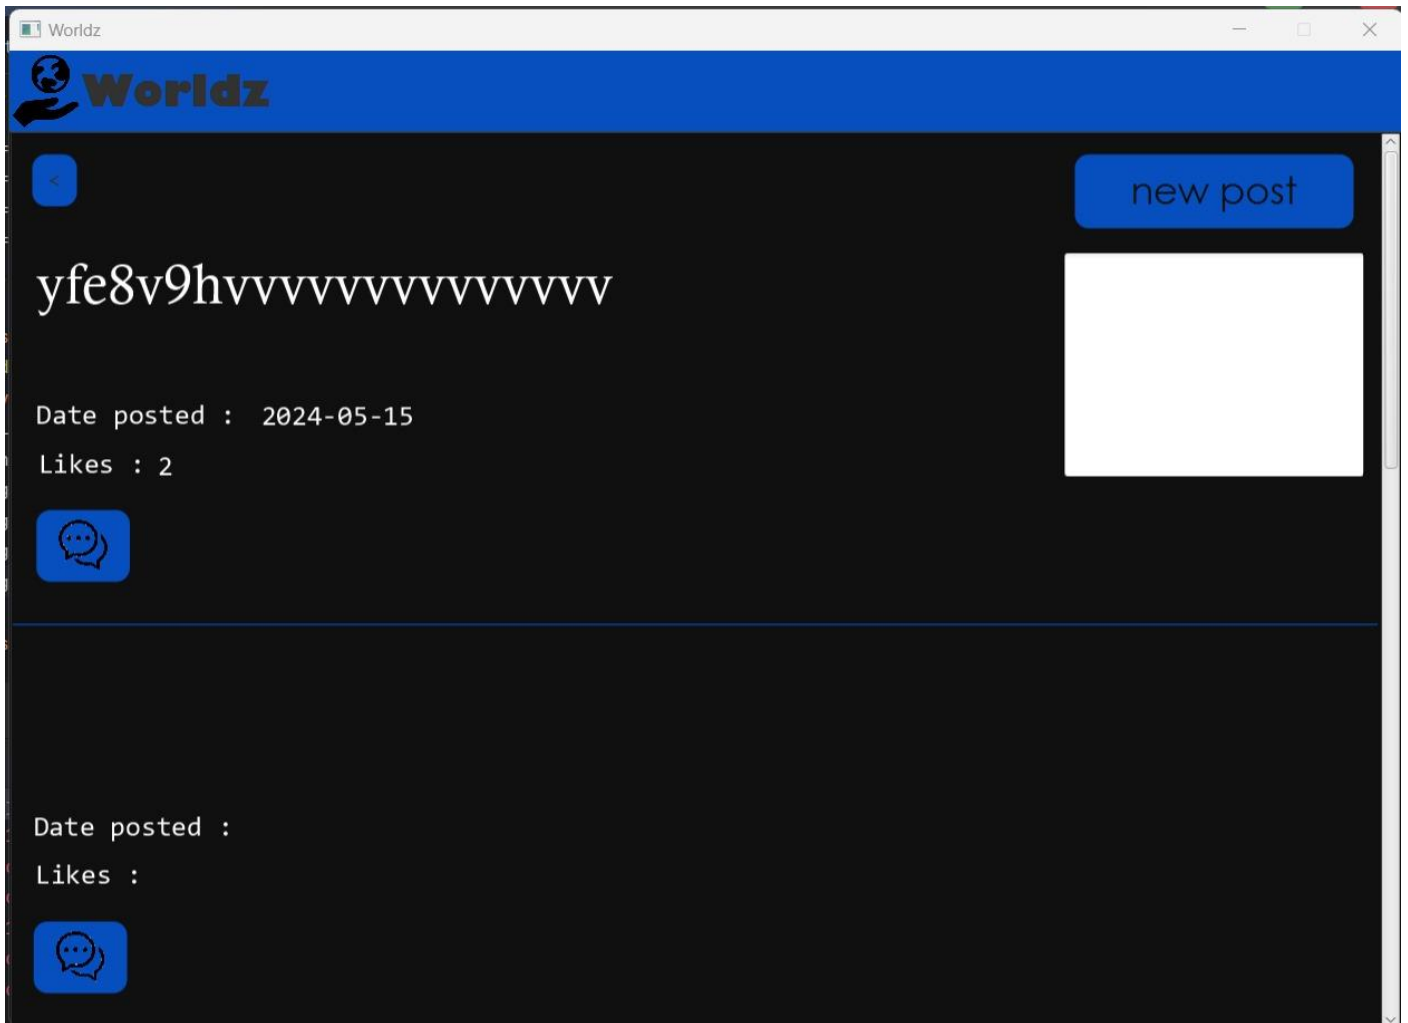 Worldz
Worldz
<
new post
yfe8v9hvvvvvvvvvvvvvv
Date posted : 2024-05-15
Likes : 2
Date posted :
Likes :